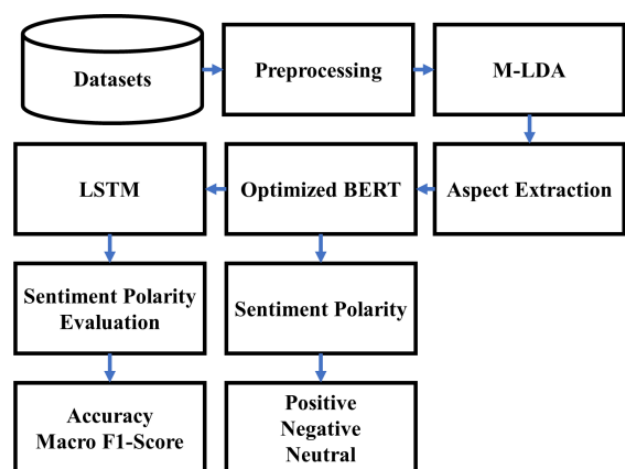 Datasets
Preprocessing
M-LDA
LSTM
Optimized BERT
Aspect Extraction
Sentiment Polarity
Evaluation
Sentiment Polarity
Accuracy
Macro F1-Score
Positive
Negative
Neutral